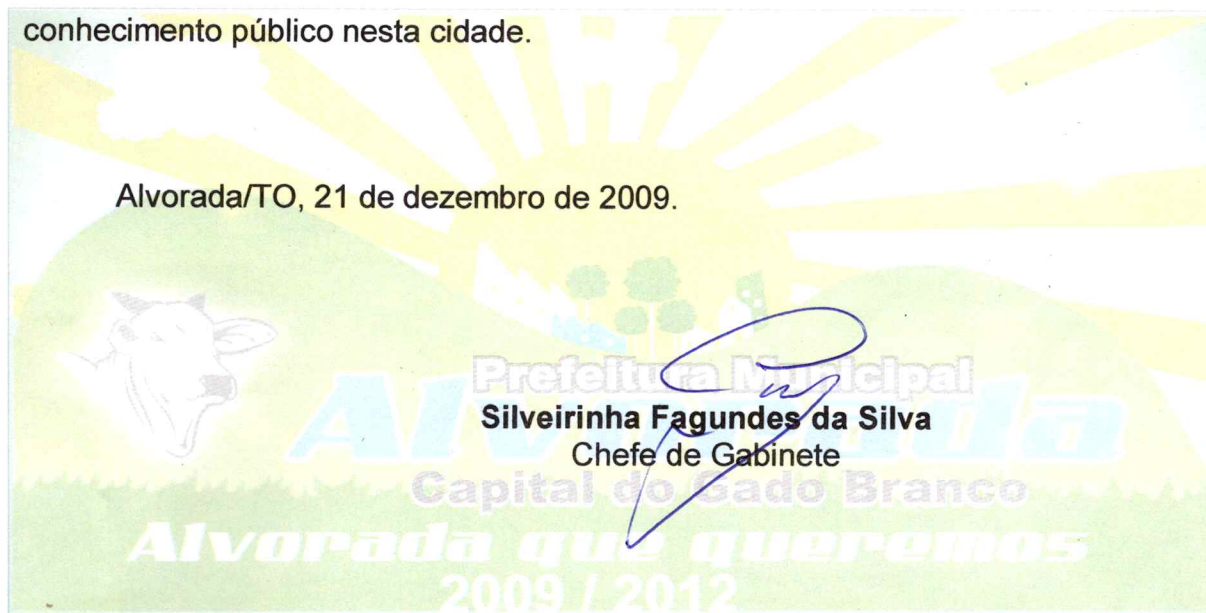 conhecimento público nesta cidade.
Alvorada/TO, 21 de dezembro de 2009.
Prefeitura Municipal
Alvorada
Silveirinha Fagundes da Silva
Chefe de Gabinete
Capital do Gado Branco
Alvorada que queremos
2009 / 2012